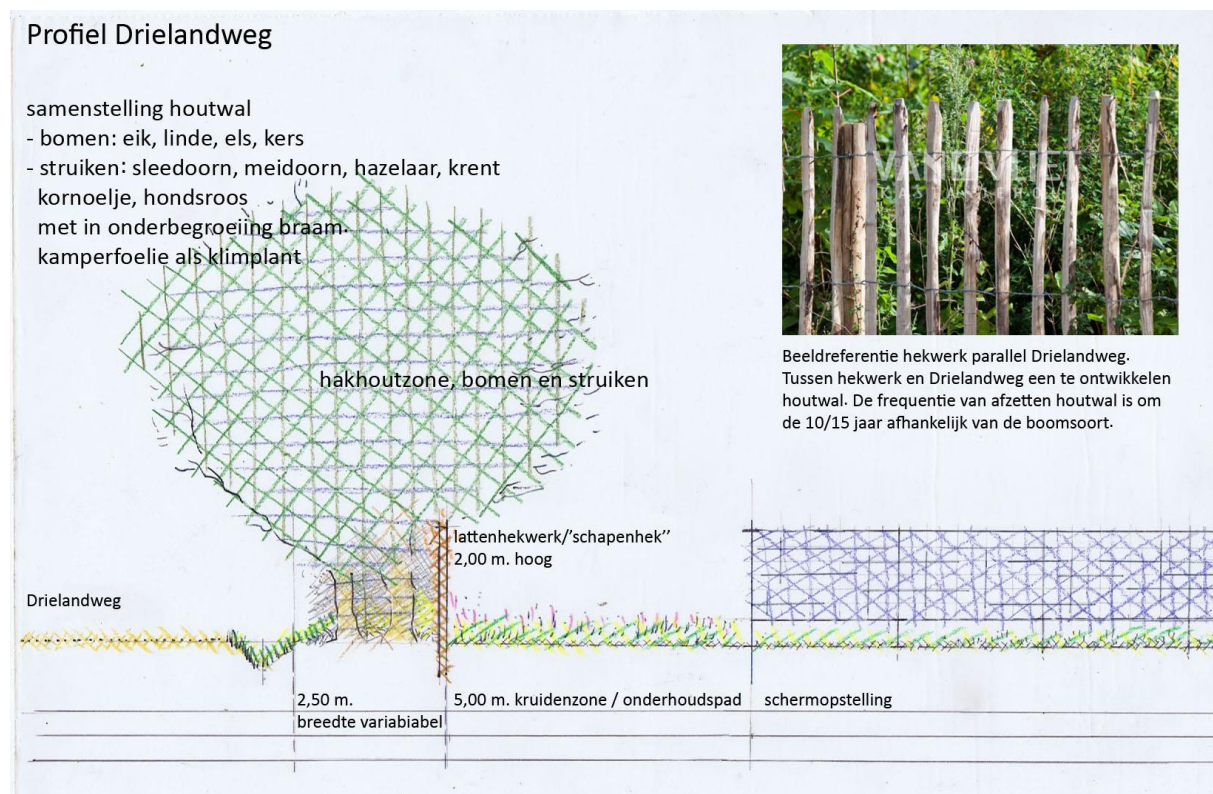 Profiel Drielandweg
samenstelling houtwal
- bomen: eik, linde, els, kers
- struiken: sleedoorn, meidoorn, hazelaar, krent
kornoelje, hondsroos
met in onderbegroeiing braam.
kamperfoelie als klimplant
hakhoutzone, bomen en struiken
Beeldreferentie hekwerk parallel Drielandweg.
Tussen hekwerk en Drielandweg een te ontwikkelen
houtwal. De frequentie van afzetten houtwal is om
de 10/15 jaar afhankelijk van de boomsoort.
lattenhekwerk/’schapenhek’’
2,00 m. hoog
Drielandweg
2,50 m.
breedte variabiabel
5,00 m. kruidenzone / onderhoudspad
schermopstelling